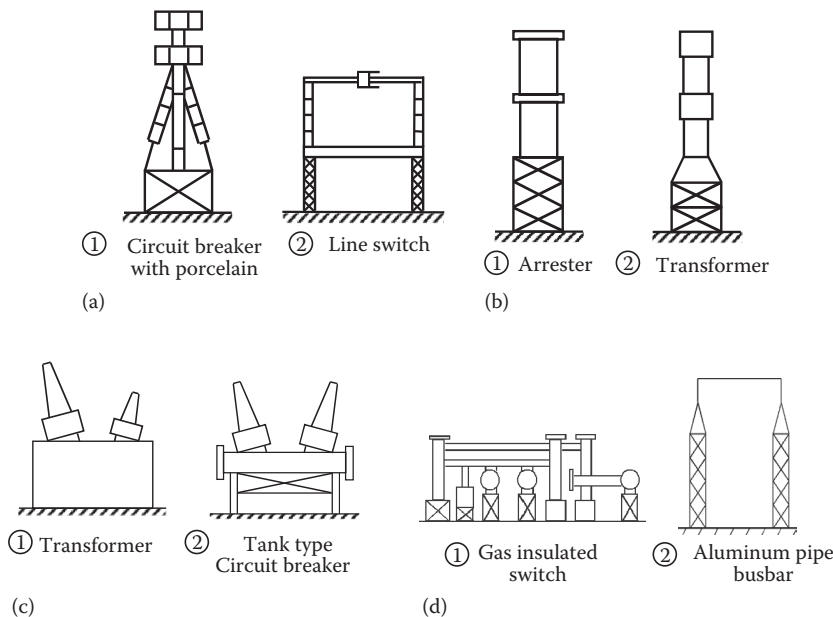 ① Circuit breaker
with porcelain
② Line switch
(a)
① Arrester
② Transformer
(b)
① Transformer
② Tank type
Circuit breaker
(c)
① Gas insulated
switch
② Aluminum pipe
busbar
(d)